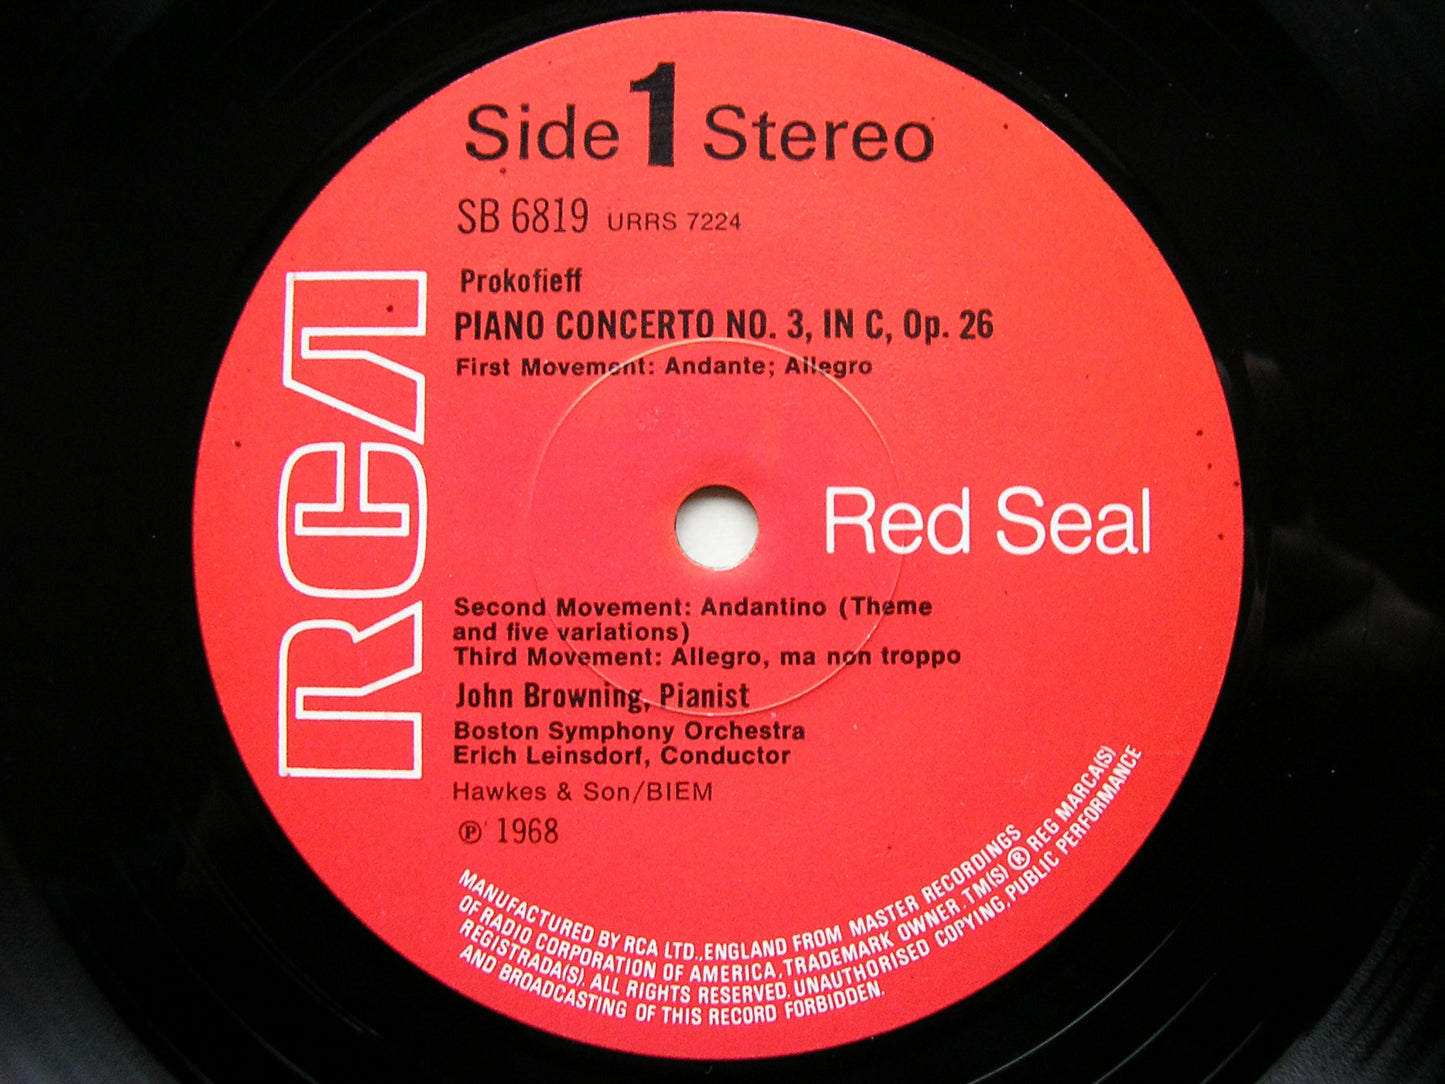 Side 1 Stereo
SB 6819 URRS 7224
Prokofieff
PIANO CONCERTO NO. 3, IN C, Op. 26
First Movement: Andante; Allegro
RCA
Red Seal
Second Movement: Andantino (Theme
and five variations)
Third Movement: Allegro, ma non troppo
John Browning, Pianist
Boston Symphony Orchestra
Erich Leinsdorf, Conductor
Hawkes & Son/BIEM
℗ 1968
MANUFACTURED BY RCA LTD., ENGLAND FROM MASTER RECORDINGS
OF RADIO CORPORATION OF AMERICA. TRADEMARK OWNER. TM(S) ® REG MARCA(S)
REGISTRADA(S). ALL RIGHTS RESERVED. UNAUTHORISED COPYING, PUBLIC PERFORMANCE
AND BROADCASTING OF THIS RECORD FORBIDDEN.